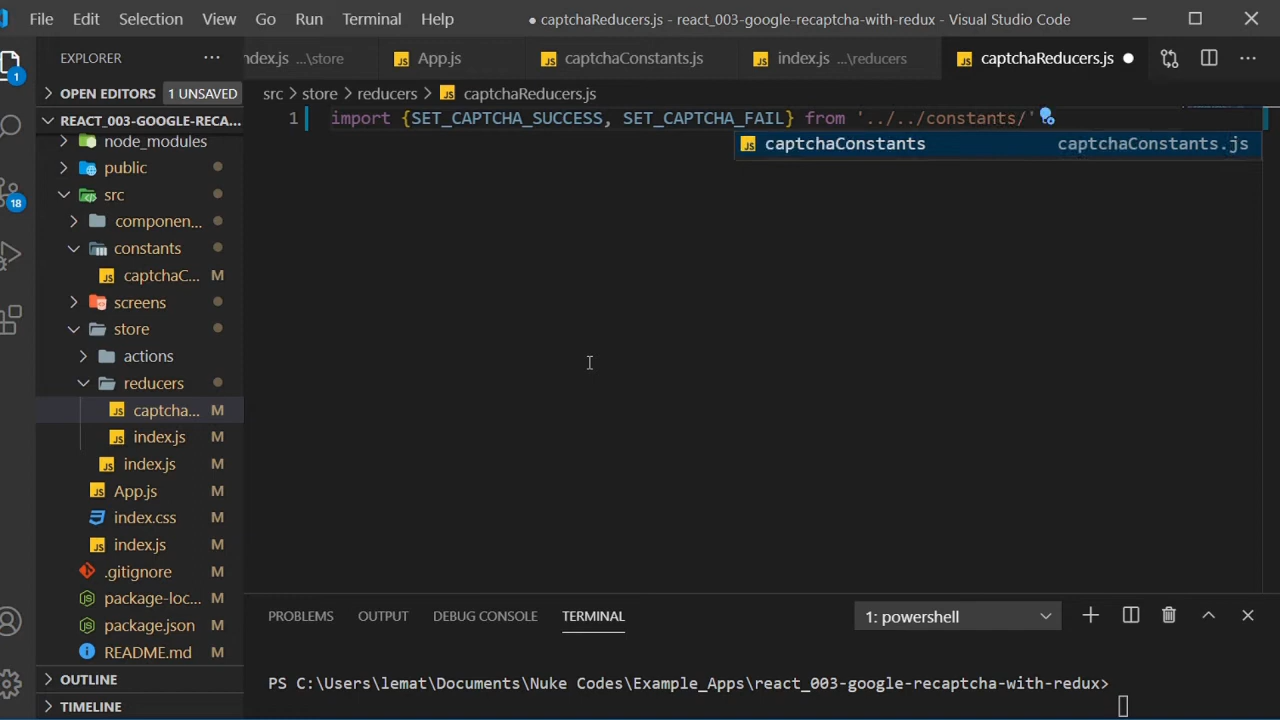 File Edit Selection View Go Run Terminal Help ● captchaReducers.js - react_003-google-recaptcha-with-redux - Visual Studio Code
EXPLORER
ndex.js ...\store
App.js
captchaConstants.js
index.js ...\reducers
captchaReducers.js
OPEN EDITORS 1 UNSAVED
src > store > reducers > captchaReducers.js
REACT_003-GOOGLE-RECA...
1 import {SET_CAPTCHA_SUCCESS, SET_CAPTCHA_FAIL} from '../../constants/'
captchaConstants captchaConstants.js
node_modules
public
src
componen...
constants
captchaC... M
screens
store
actions
reducers
captcha... M
index.js M
index.js M
App.js M
index.css M
index.js M
.gitignore M
package-loc... M
package.json M
README.md M
OUTLINE
TIMELINE
1
18
PROBLEMS OUTPUT DEBUG CONSOLE TERMINAL 1: powershell
PS C:\Users\lemat\Documents\Nuke Codes\Example_Apps\react_003-google-recaptcha-with-redux>